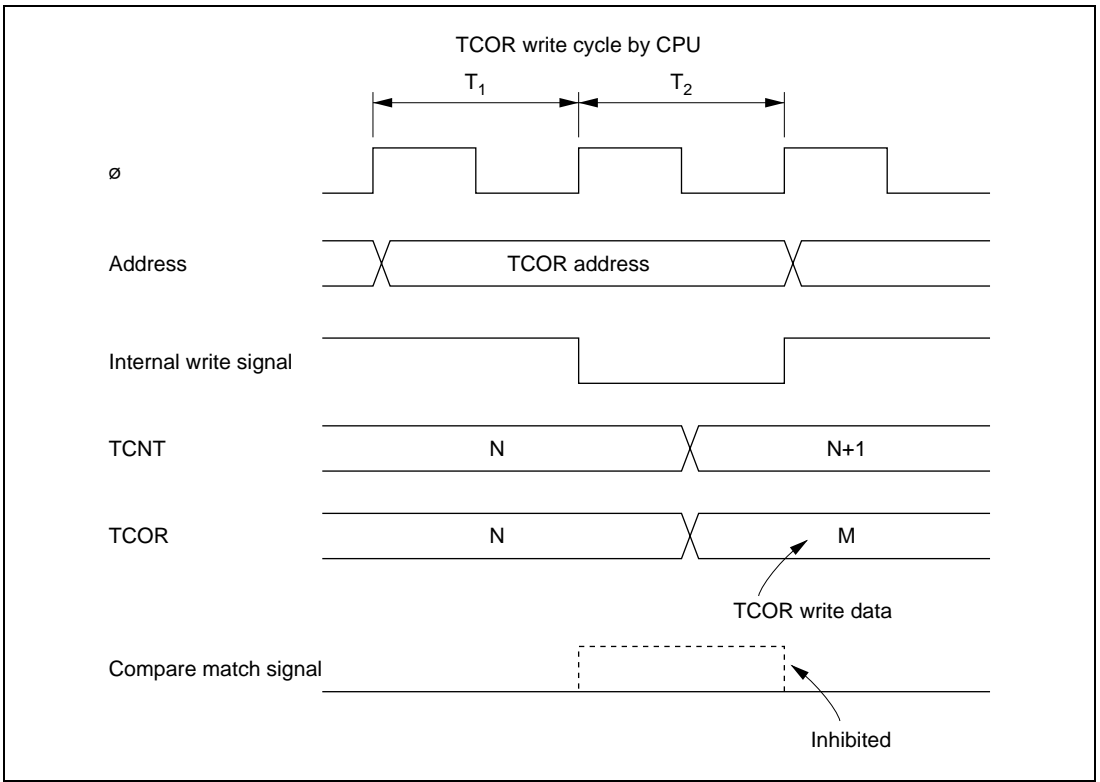 TCOR write cycle by CPU
T1 T2
ø
Address TCOR address
Internal write signal
TCNT N N+1
TCOR N M
TCOR write data
Compare match signal
Inhibited